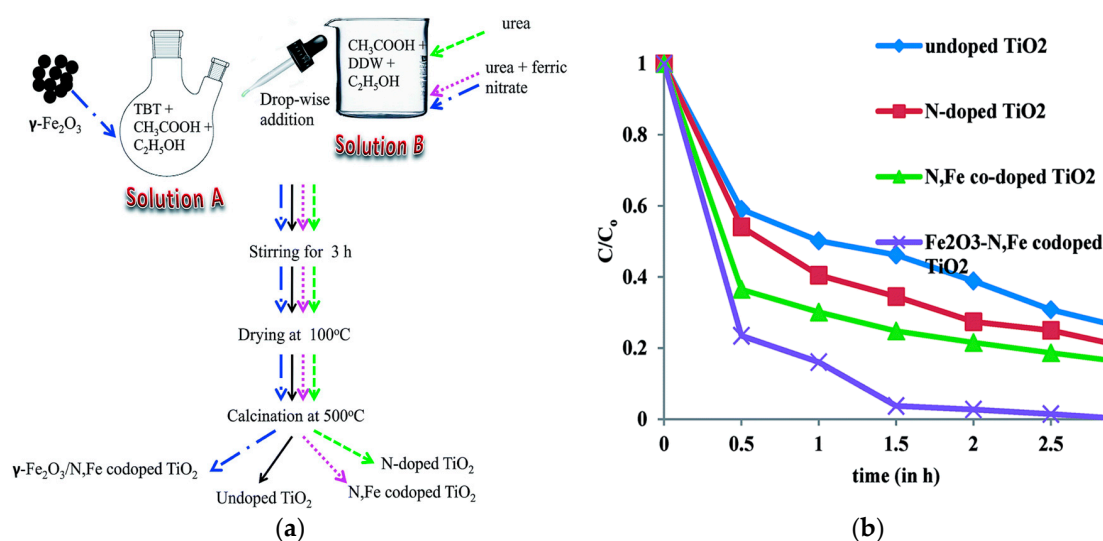 (a)
γ-Fe2O3
TBT +
CH3COOH +
C2H5OH
Solution A
Drop-wise
addition
CH3COOH +
DDW +
C2H5OH
Solution B
urea
urea + ferric
nitrate
Stirring for 3 h
Drying at 100°C
Calcination at 500°C
γ-Fe2O3/N,Fe codoped TiO2
Undoped TiO2
N,Fe codoped TiO2
N-doped TiO2
(a)
undoped TiO2
N-doped TiO2
N,Fe co-doped TiO2
Fe2O3-N,Fe codoped
TiO2
C/Co
1
0.8
0.6
0.4
0.2
0
0 0.5 1 1.5 2 2.5
time (in h)
(b)